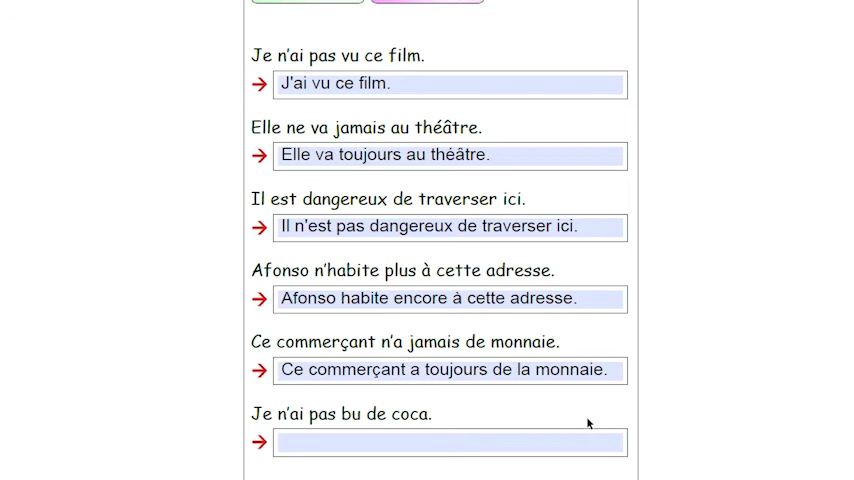 Je n'ai pas vu ce film.
→ J'ai vu ce film.
Elle ne va jamais au théâtre.
→ Elle va toujours au théâtre.
Il est dangereux de traverser ici.
→ Il n'est pas dangereux de traverser ici.
Afonso n'habite plus à cette adresse.
→ Afonso habite encore à cette adresse.
Ce commerçant n'a jamais de monnaie.
→ Ce commerçant a toujours de la monnaie.
Je n'ai pas bu de coca.
→